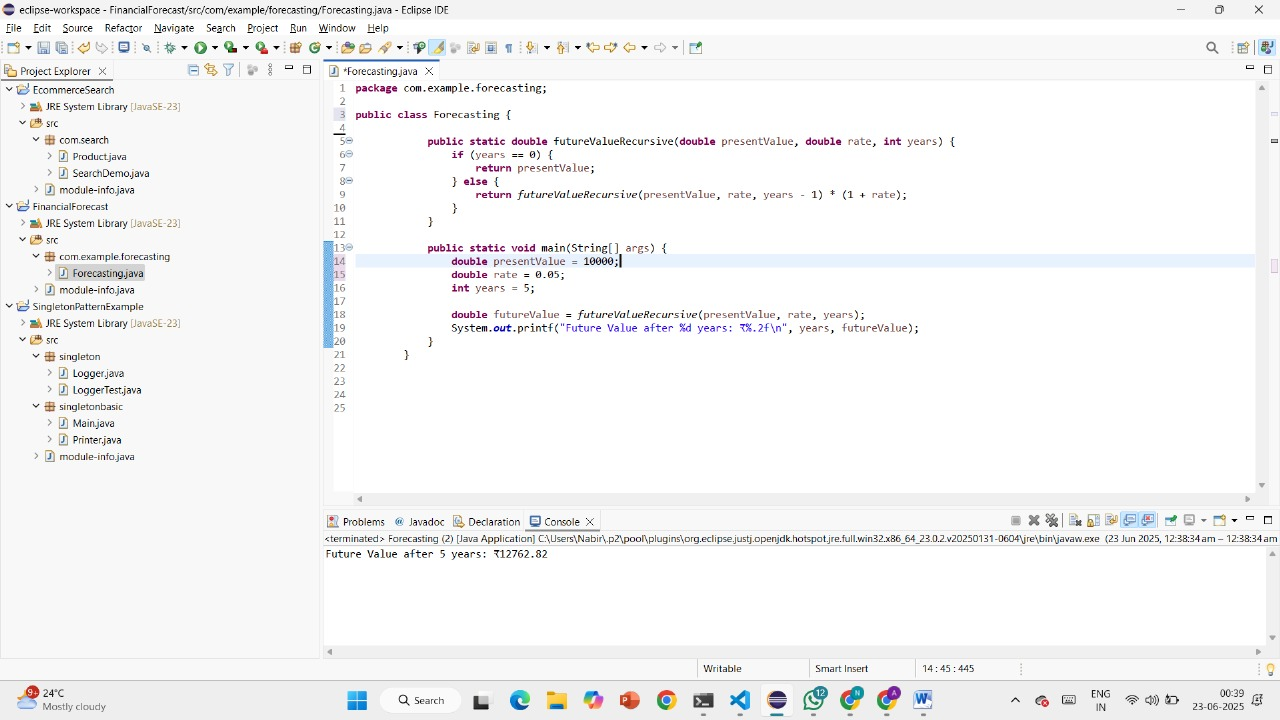 eclipse-workspace - FinancialForecast/src/com/example/forecasting/Forecasting.java - Eclipse IDE
File Edit Source Refactor Navigate Search Project Run Window Help
Project Explorer
EcommerceSearch
JRE System Library [JavaSE-23]
src
com.search
Product.java
SearchDemo.java
module-info.java
FinancialForecast
JRE System Library [JavaSE-23]
src
com.example.forecasting
Forecasting.java
module-info.java
SingletonPatternExample
JRE System Library [JavaSE-23]
src
singleton
Logger.java
LoggerTest.java
singletonbasic
Main.java
Printer.java
module-info.java
*Forecasting.java
1 package com.example.forecasting;
2
3 public class Forecasting {
4
5 public static double futureValueRecursive(double presentValue, double rate, int years) {
6 if (years == 0) {
7 return presentValue;
8 } else {
9 return futureValueRecursive(presentValue, rate, years - 1) * (1 + rate);
10 }
11 }
12
13 public static void main(String[] args) {
14 double presentValue = 10000;
15 double rate = 0.05;
16 int years = 5;
17
18 double futureValue = futureValueRecursive(presentValue, rate, years);
19 System.out.printf("Future Value after %d years: ₹%.2f\n", years, futureValue);
20 }
21 }
22
23
24
25
Problems Javadoc Declaration Console
<terminated> Forecasting (2) [Java Application] C:\Users\Nabir\.p2\pool\plugins\org.eclipse.justj.openjdk.hotspot.jre.full.win32.x86_64_23.0.2.v20250131-0604\jre\bin\javaw.exe (23 Jun 2025, 12:38:34 am – 12:38:34 am
Future Value after 5 years: ₹12762.82
Writable Smart Insert 14 : 45 : 445
9+
24°C
Mostly cloudy
Search
12
N
A
ENG
IN
00:39
23-06-2025